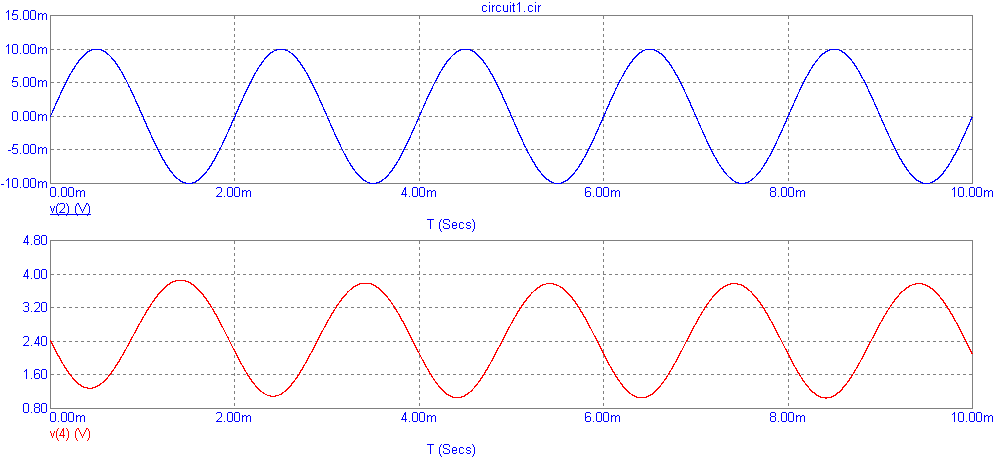 circuit1.cir
15.00m
10.00m
5.00m
0.00m
-5.00m
-10.00m
0.00m 2.00m 4.00m 6.00m 8.00m 10.00m
v(2) (V)
T (Secs)
4.80
4.00
3.20
2.40
1.60
0.80
0.00m 2.00m 4.00m 6.00m 8.00m 10.00m
v(4) (V)
T (Secs)